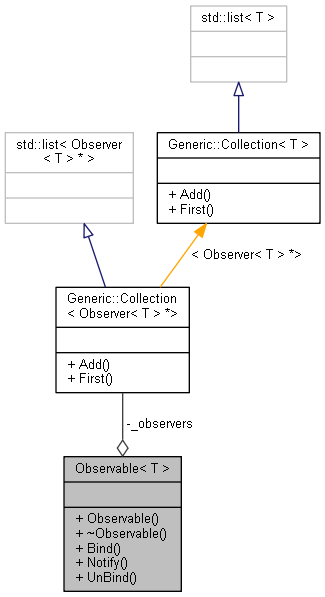 std::list< T >
std::list< Observer
< T > * >
Generic::Collection< T >
+ Add()
+ First()
< Observer< T > *>
Generic::Collection
< Observer< T > *>
+ Add()
+ First()
-_observers
Observable< T >
+ Observable()
+ ~Observable()
+ Bind()
+ Notify()
+ UnBind()